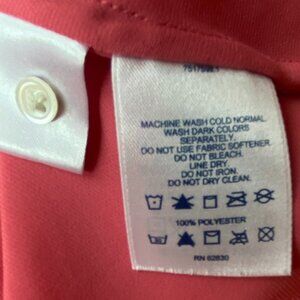 MACHINE WASH COLD NORMAL.
WASH DARK COLORS
SEPARATELY.
DO NOT USE FABRIC SOFTENER.
DO NOT BLEACH.
LINE DRY.
DO NOT IRON.
DO NOT DRY CLEAN.
100% POLYESTER
RN 62830